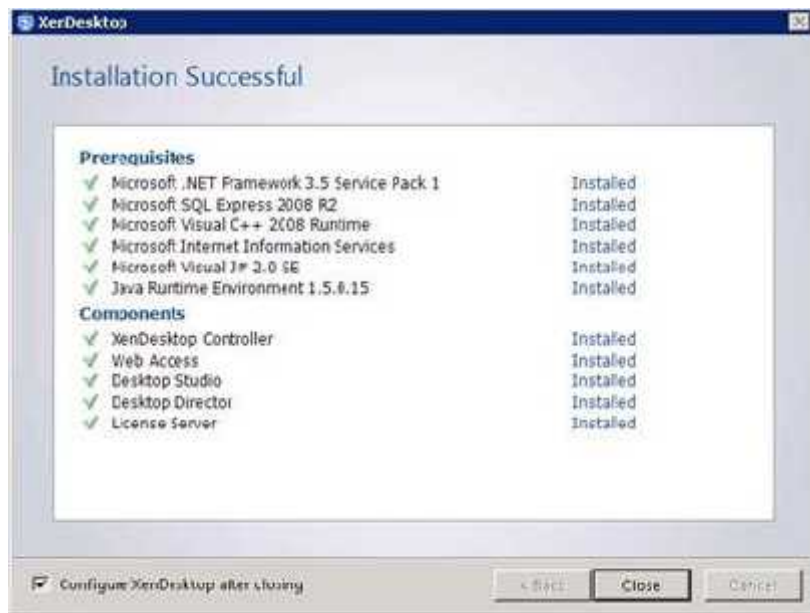 XenDesktop
Installation Successful
Prerequisites
Microsoft .NET Framework 3.5 Service Pack 1 Installed
Microsoft SQL Express 2008 R2 Installed
Microsoft Visual C++ 2008 Runtime Installed
Microsoft Internet Information Services Installed
Microsoft Visual J# 2.0 SE Installed
Java Runtime Environment 1.5.0.15 Installed
Components
XenDesktop Controller Installed
Web Access Installed
Desktop Studio Installed
Desktop Director Installed
License Server Installed
Configure XenDesktop after closing
< Back Close Cancel